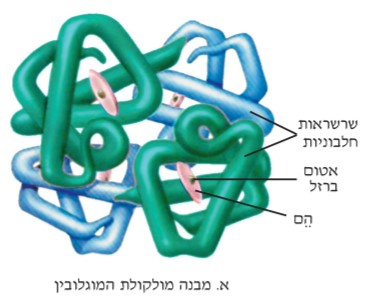 שרשראות
חלבוניות
אטום
ברזל
הֶם
א. מבנה מולקולת המוגלובין